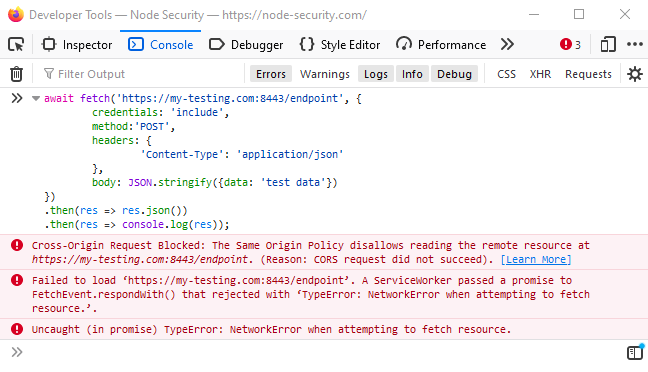 Developer Tools — Node Security — https://node-security.com/
Inspector Console Debugger Style Editor Performance 3
Filter Output Errors Warnings Logs Info Debug CSS XHR Requests
await fetch('https://my-testing.com:8443/endpoint', {
credentials: 'include',
method:'POST',
headers: {
'Content-Type': 'application/json'
},
body: JSON.stringify({data: 'test data'})
})
.then(res => res.json())
.then(res => console.log(res));
Cross-Origin Request Blocked: The Same Origin Policy disallows reading the remote resource at
https://my-testing.com:8443/endpoint. (Reason: CORS request did not succeed). [Learn More]
Failed to load ‘https://my-testing.com:8443/endpoint’. A ServiceWorker passed a promise to
FetchEvent.respondWith() that rejected with ‘TypeError: NetworkError when attempting to fetch
resource.’.
Uncaught (in promise) TypeError: NetworkError when attempting to fetch resource.